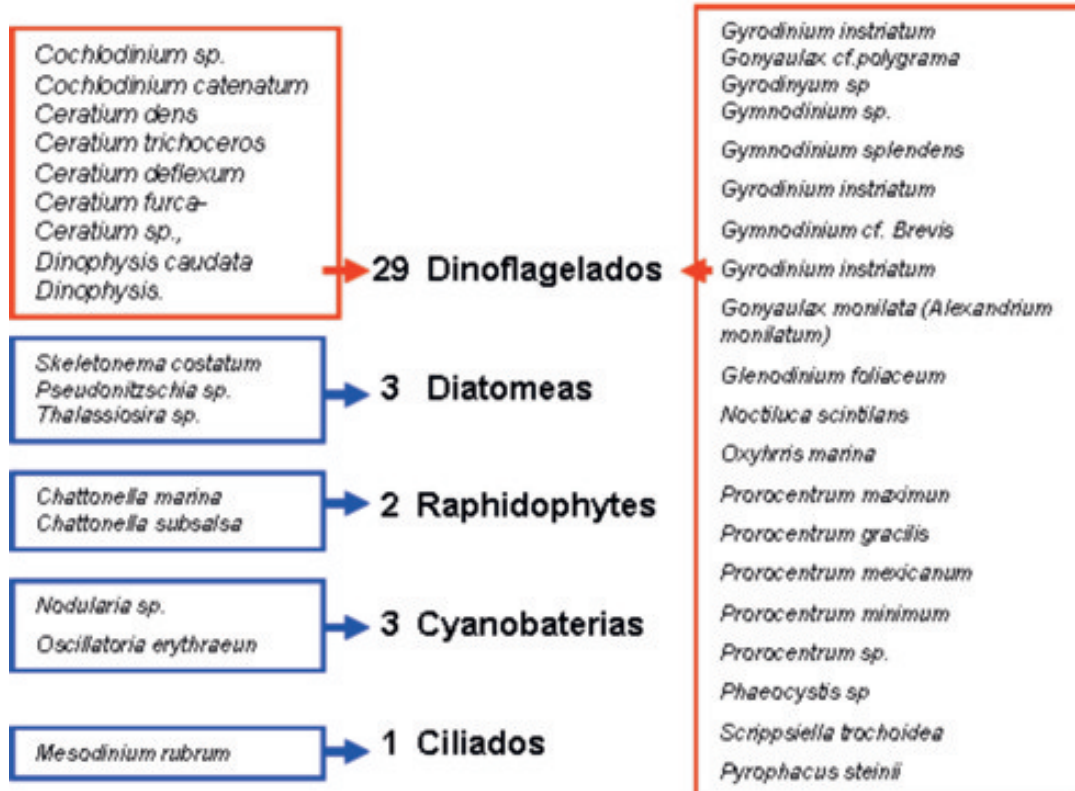 Cochlodinium sp.
Cochlodinium catenatum
Ceratium dens
Ceratium trichoceros
Ceratium deflexum
Ceratium furca-
Ceratium sp.,
Dinophysis caudata
Dinophysis.
29 Dinoflagelados
Skeletonema costatum
Pseudonitzschia sp.
Thalassiosira sp.
3 Diatomeas
Chattonella marina
Chattonella subsalsa
2 Raphidophytes
Nodularia sp.
Oscillatoria erythraeun
3 Cyanobaterias
Mesodinium rubrum
1 Ciliados
Gyrodinium instriatum
Gonyaulax cf.polygrama
Gyrodinyum sp
Gymnodinium sp.
Gymnodinium splendens
Gyrodinium instriatum
Gymnodinium cf. Brevis
Gyrodinium instriatum
Gonyaulax monilata (Alexandrium
monilatum)
Glenodinium foliaceum
Noctiluca scintilans
Oxyhrris marina
Prorocentrum maximun
Prorocentrum gracilis
Prorocentrum mexicanum
Prorocentrum minimum
Prorocentrum sp.
Phaeocystis sp
Scrippsiella trochoidea
Pyrophacus steinii